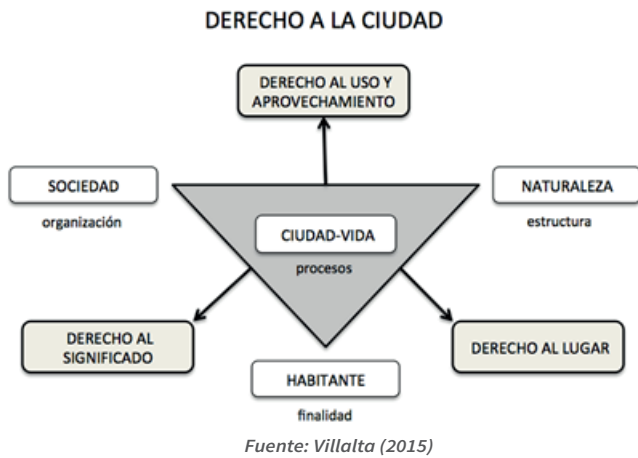 DERECHO A LA CIUDAD
DERECHO AL USO Y
APROVECHAMIENTO
SOCIEDAD
organización
NATURALEZA
estructura
CIUDAD-VIDA
procesos
DERECHO AL
SIGNIFICADO
DERECHO AL LUGAR
HABITANTE
finalidad
Fuente: Villalta (2015)